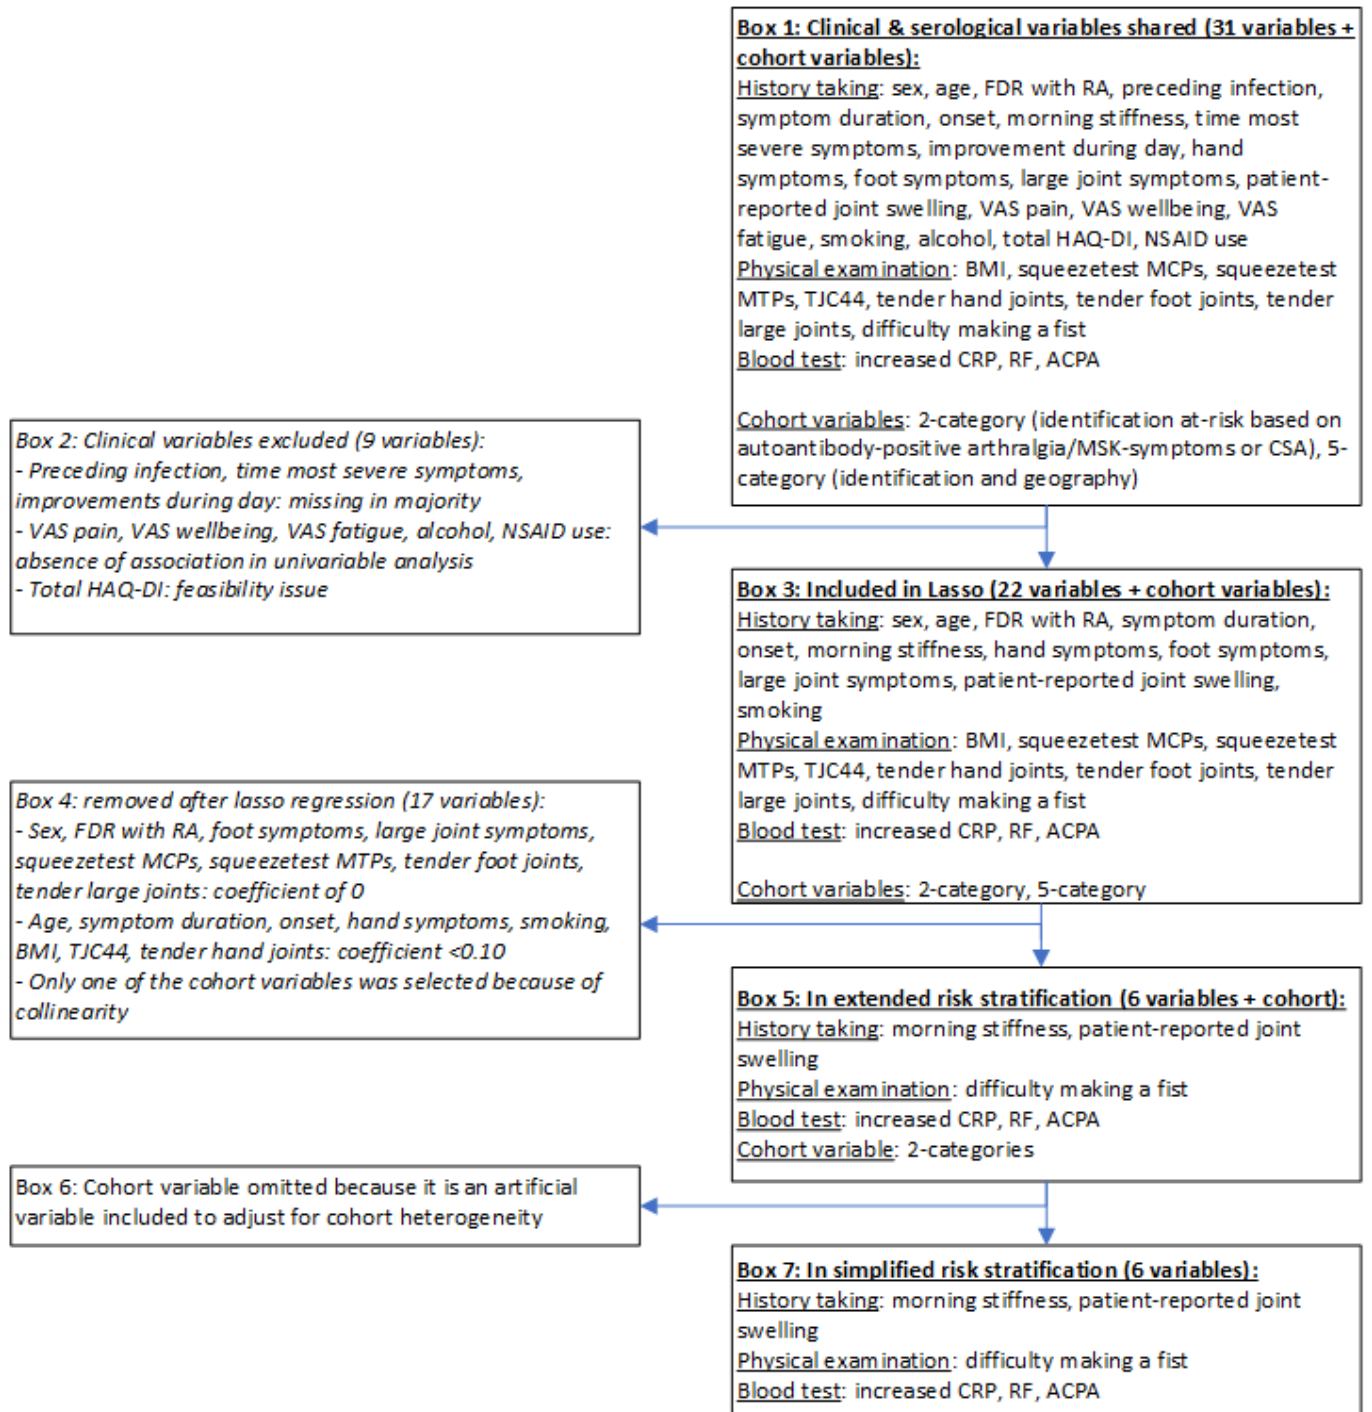 Box 1: Clinical & serological variables shared (31 variables +
cohort variables):
History taking: sex, age, FDR with RA, preceding infection,
symptom duration, onset, morning stiffness, time most
severe symptoms, improvement during day, hand
symptoms, foot symptoms, large joint symptoms, patient-
reported joint swelling, VAS pain, VAS wellbeing, VAS
fatigue, smoking, alcohol, total HAQ-DI, NSAID use
Physical examination: BMI, squeezetest MCPs, squeezetest
MTPs, TJC44, tender hand joints, tender foot joints, tender
large joints, difficulty making a fist
Blood test: increased CRP, RF, ACPA
Cohort variables: 2-category (identification at-risk based on
autoantibody-positive arthralgia/MSK-symptoms or CSA), 5-
category (identification and geography)
Box 2: Clinical variables excluded (9 variables):
- Preceding infection, time most severe symptoms,
improvements during day: missing in majority
- VAS pain, VAS wellbeing, VAS fatigue, alcohol, NSAID use:
absence of association in univariable analysis
- Total HAQ-DI: feasibility issue
Box 3: Included in Lasso (22 variables + cohort variables):
History taking: sex, age, FDR with RA, symptom duration,
onset, morning stiffness, hand symptoms, foot symptoms,
large joint symptoms, patient-reported joint swelling,
smoking
Physical examination: BMI, squeezetest MCPs, squeezetest
MTPs, TJC44, tender hand joints, tender foot joints, tender
large joints, difficulty making a fist
Blood test: increased CRP, RF, ACPA
Cohort variables: 2-category, 5-category
Box 4: removed after lasso regression (17 variables):
- Sex, FDR with RA, foot symptoms, large joint symptoms,
squeezetest MCPs, squeezetest MTPs, tender foot joints,
tender large joints: coefficient of 0
- Age, symptom duration, onset, hand symptoms, smoking,
BMI, TJC44, tender hand joints: coefficient <0.10
- Only one of the cohort variables was selected because of
collinearity
Box 5: In extended risk stratification (6 variables + cohort):
History taking: morning stiffness, patient-reported joint
swelling
Physical examination: difficulty making a fist
Blood test: increased CRP, RF, ACPA
Cohort variable: 2-categories
Box 6: Cohort variable omitted because it is an artificial
variable included to adjust for cohort heterogeneity
Box 7: In simplified risk stratification (6 variables):
History taking: morning stiffness, patient-reported joint
swelling
Physical examination: difficulty making a fist
Blood test: increased CRP, RF, ACPA